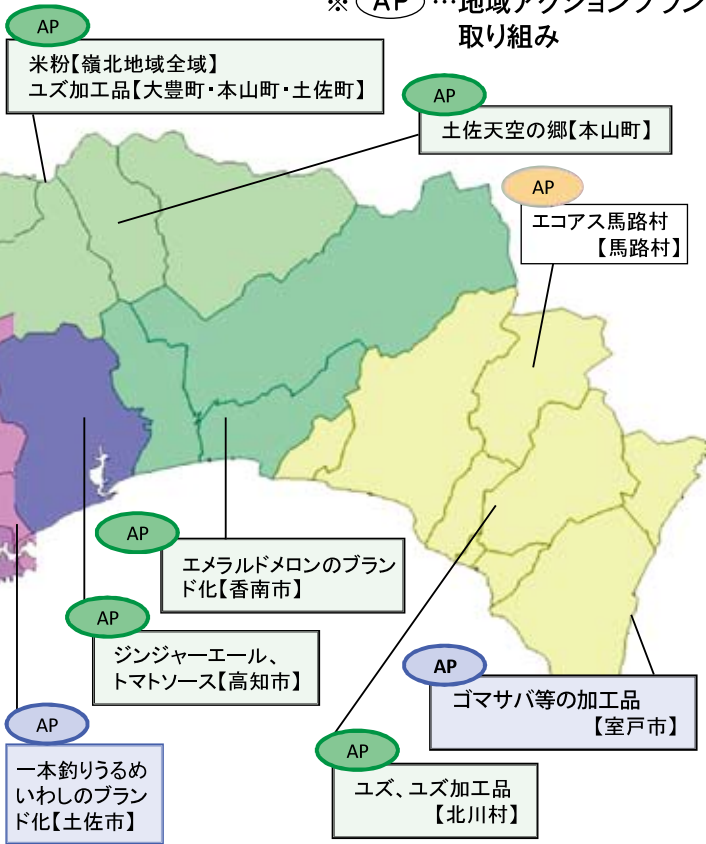 ※ AP …地域アクションプラン
取り組み
AP
米粉【嶺北地域全域】
ユズ加工品【大豊町・本山町・土佐町】
AP
土佐天空の郷【本山町】
AP
エコアス馬路村
【馬路村】
AP
エメラルドメロンのブラン
ド化【香南市】
AP
ジンジャーエール、
トマトソース【高知市】
AP
ゴマサバ等の加工品
【室戸市】
AP
一本釣りうるめ
いわしのブラン
ド化【土佐市】
AP
ユズ、ユズ加工品
【北川村】